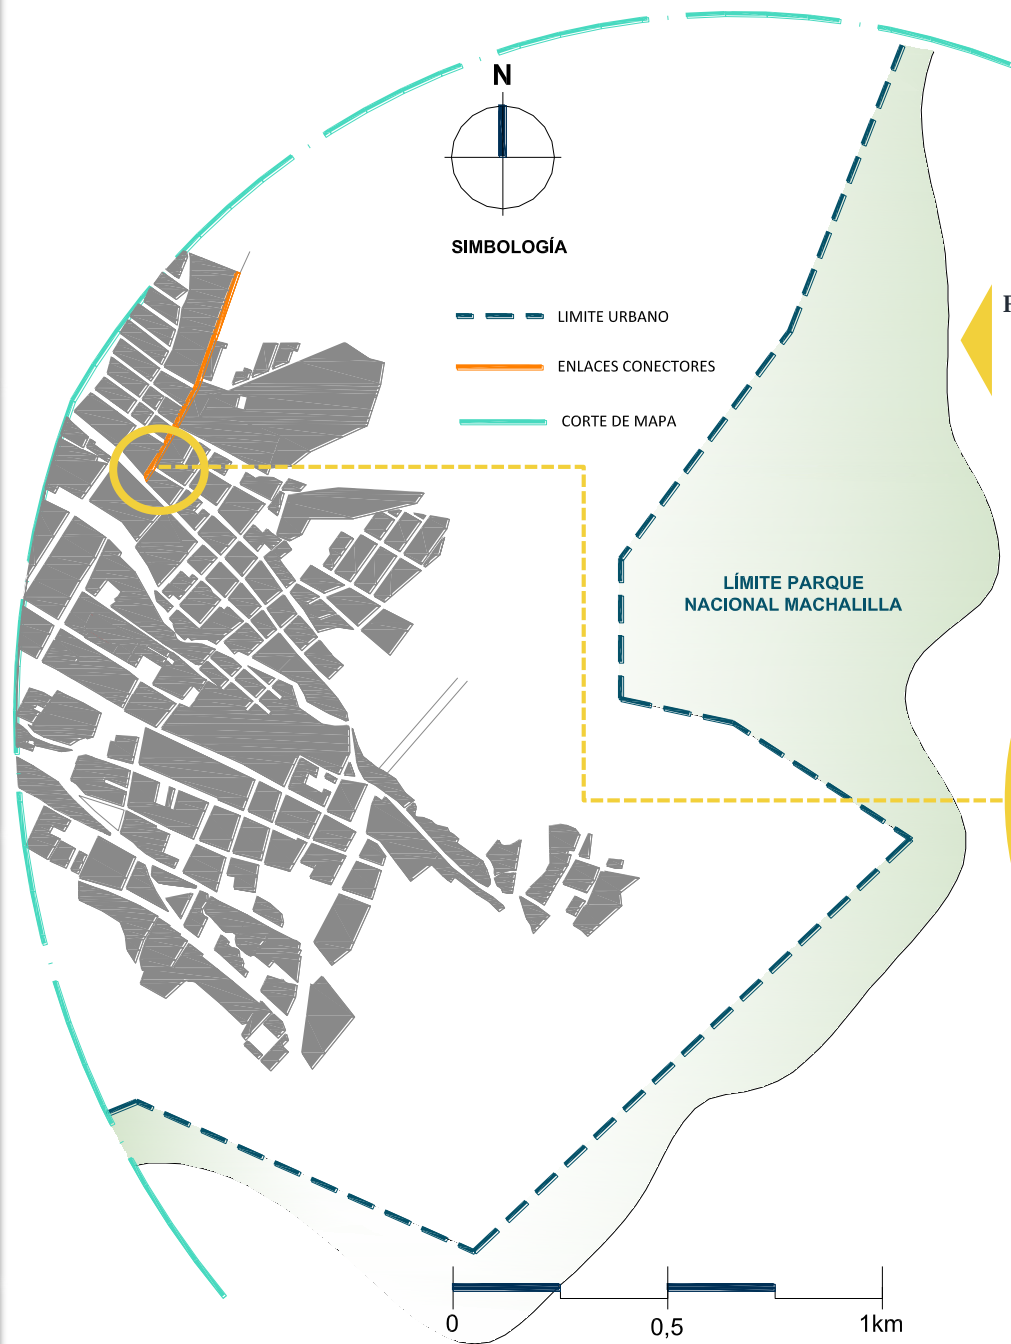 N
SIMBOLOGÍA
LIMITE URBANO
ENLACES CONECTORES
CORTE DE MAPA
LÍMITE PARQUE
NACIONAL MACHALILLA
0
0,5
1km